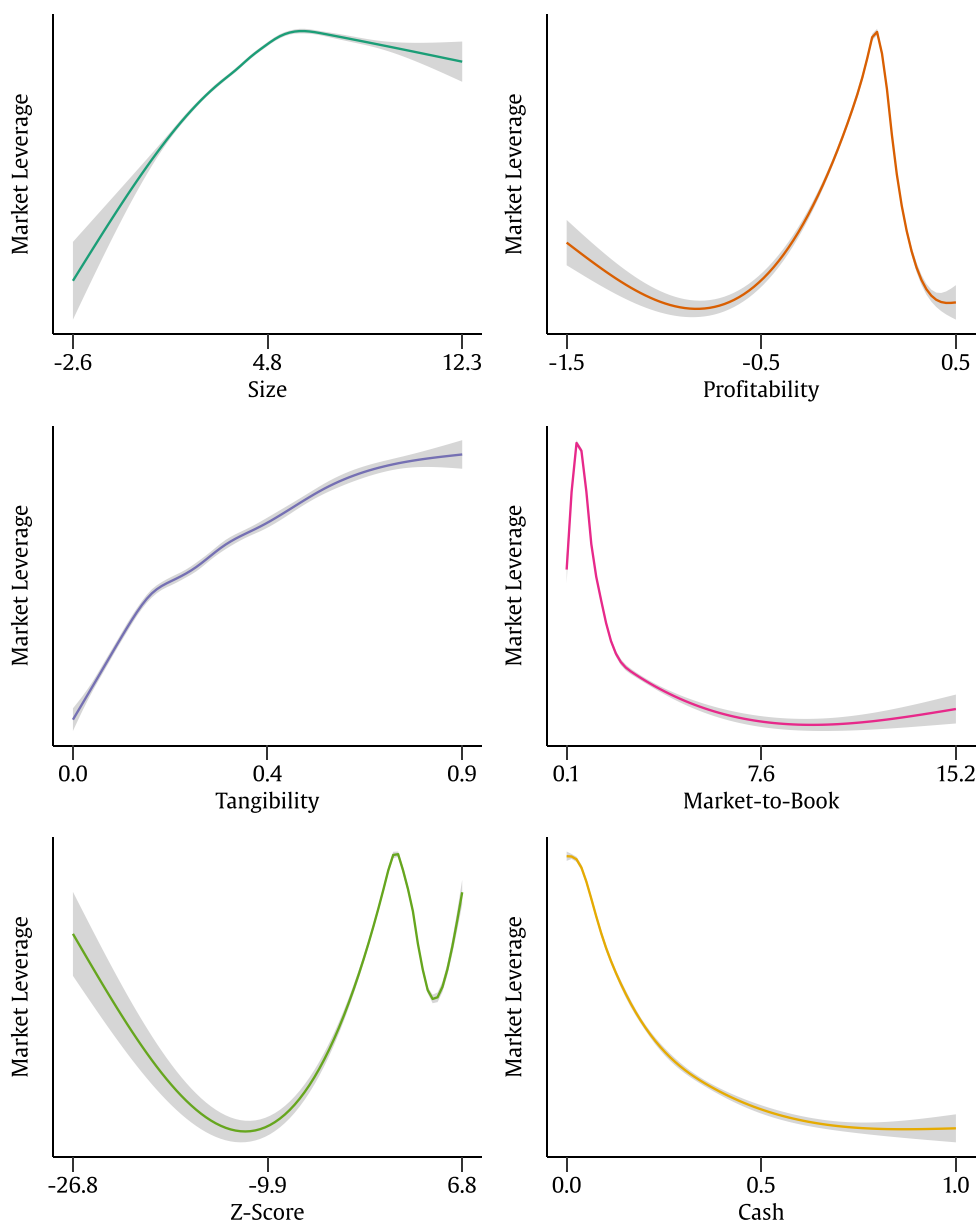 Market Leverage
-2.6 4.8 12.3
Size
Market Leverage
-1.5 -0.5 0.5
Profitability
Market Leverage
0.0 0.4 0.9
Tangibility
Market Leverage
0.1 7.6 15.2
Market-to-Book
Market Leverage
-26.8 -9.9 6.8
Z-Score
Market Leverage
0.0 0.5 1.0
Cash